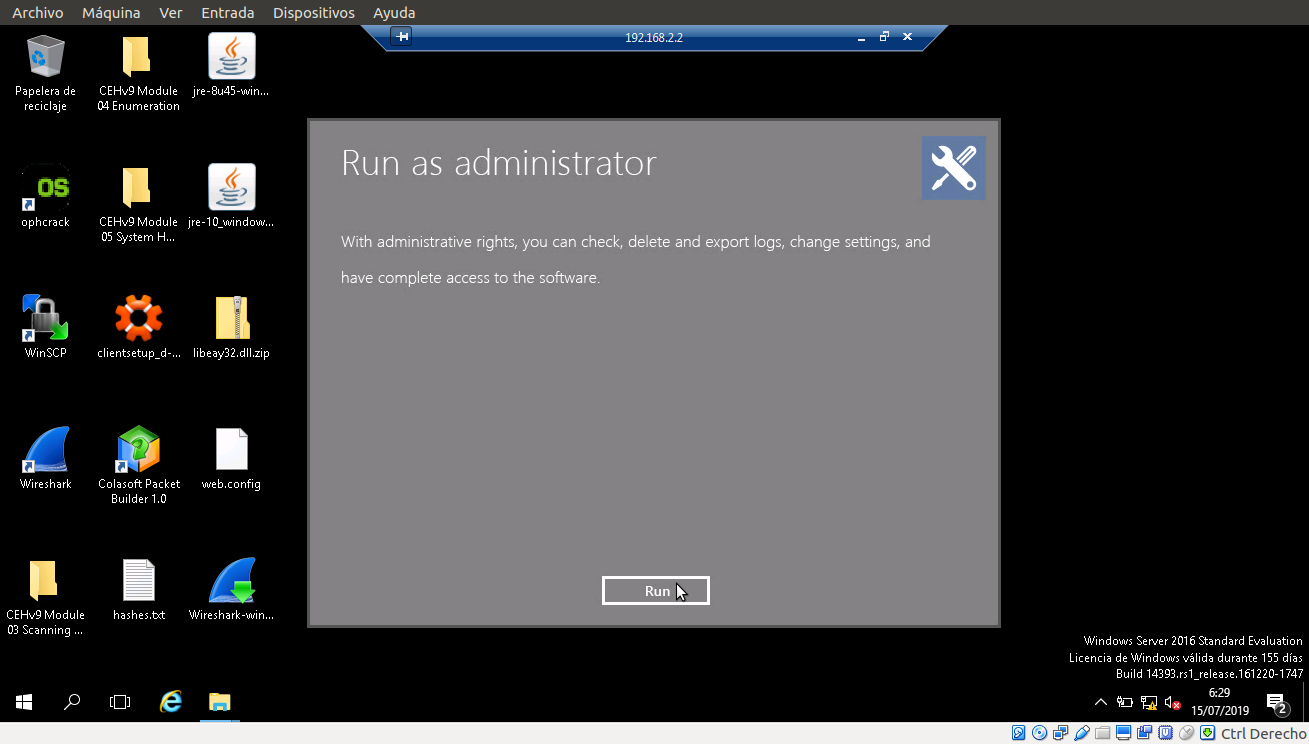 Archivo Máquina Ver Entrada Dispositivos Ayuda
192.168.2.2
Papelera de
reciclaje
CEHv9 Module
04 Enumeration
jre-8u45-win...
OS
ophcrack
CEHv9 Module
05 System H...
jre-10_window...
WinSCP
clientsetup_d-...
libeay32.dll.zip
Wireshark
Colasoft Packet
Builder 1.0
web.config
CEHv9 Module
03 Scanning ...
hashes.txt
Wireshark-win...
Run as administrator
With administrative rights, you can check, delete and export logs, change settings, and
have complete access to the software.
Run
Windows Server 2016 Standard Evaluation
Licencia de Windows válida durante 155 días
Build 14393.rs1_release.161220-1747
6:29
15/07/2019
2
Ctrl Derecho